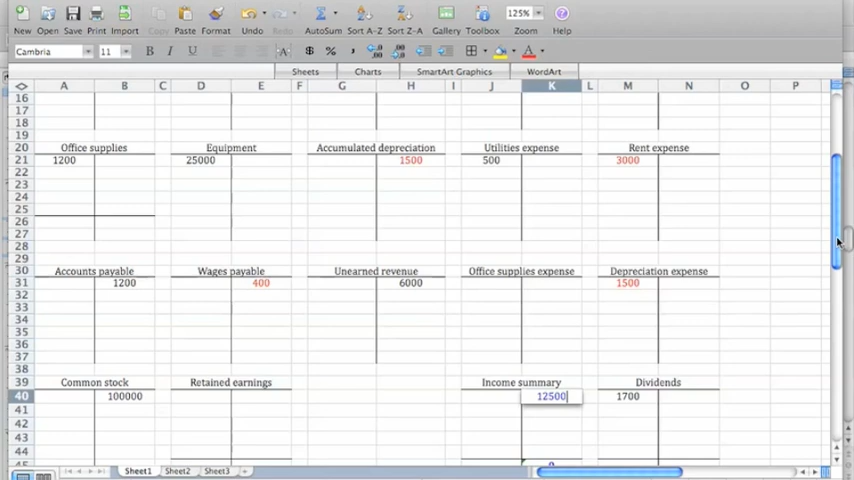 125%
New Open Save Print Import Copy Paste Format Undo Redo AutoSum Sort A-Z Sort Z-A Gallery Toolbox Zoom Help
Cambria 11 B I U A $ % , A
Sheets Charts SmartArt Graphics WordArt
A B C D E F G H I J K L M N O P
16
17
18
19
20 Office supplies Equipment Accumulated depreciation Utilities expense Rent expense
21 1200 25000 1500 500 3000
22
23
24
25
26
27
28
29
30 Accounts payable Wages payable Unearned revenue Office supplies expense Depreciation expense
31 1200 400 6000 1500
32
33
34
35
36
37
38
39 Common stock Retained earnings Income summary Dividends
40 100000 12500 1700
41
42
43
44
45 0
Sheet1 Sheet2 Sheet3 +